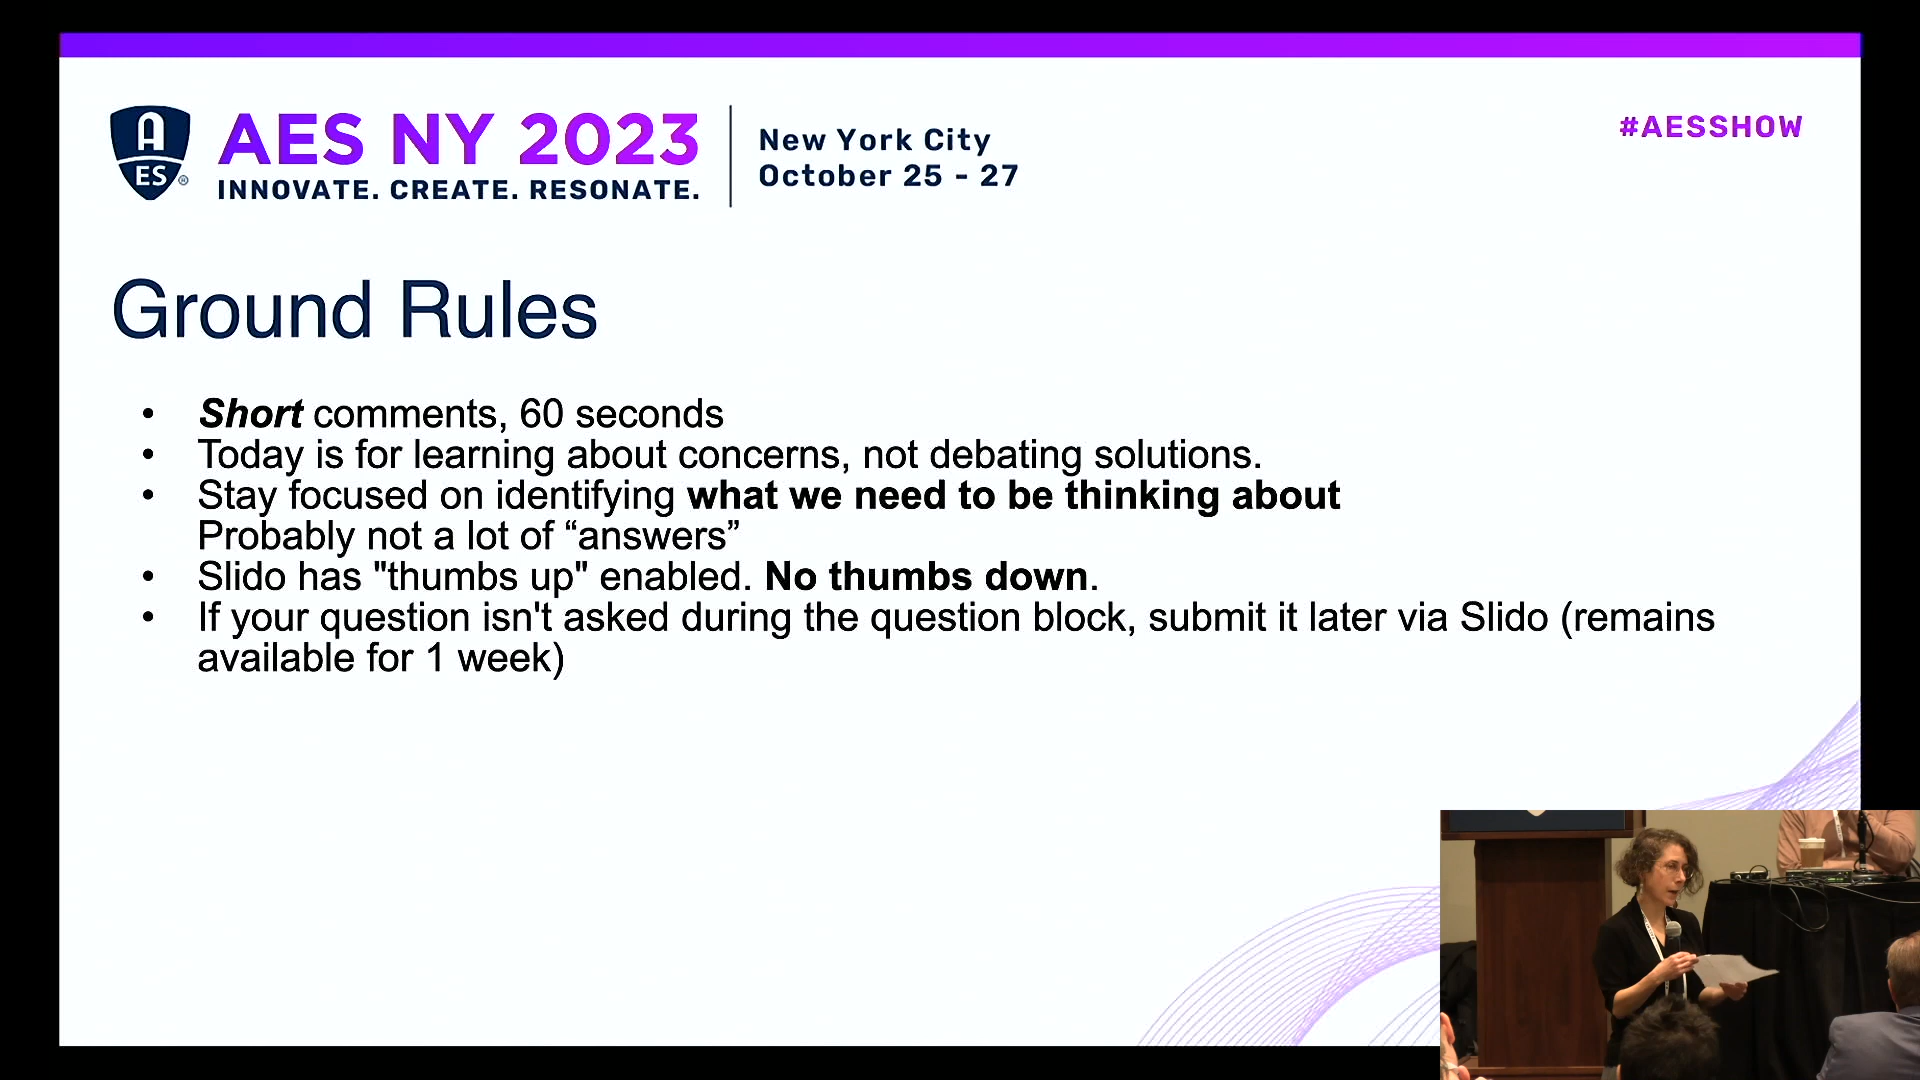 A
ES®
AES NY 2023
INNOVATE. CREATE. RESONATE.
New York City
October 25 - 27
#AESSHOW
Ground Rules
• Short comments, 60 seconds
• Today is for learning about concerns, not debating solutions.
• Stay focused on identifying what we need to be thinking about
Probably not a lot of “answers”
• Slido has "thumbs up" enabled. No thumbs down.
• If your question isn't asked during the question block, submit it later via Slido (remains
available for 1 week)